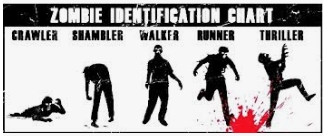 ZOMBIE IDENTIFICATION CHART
CRAWLER SHAMBLER WALKER RUNNER THRILLER